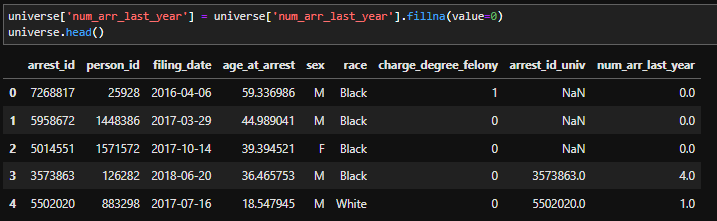 universe['num_arr_last_year'] = universe['num_arr_last_year'].fillna(value=0)
universe.head()
arrest_id person_id filing_date age_at_arrest sex race charge_degree_felony arrest_id_univ num_arr_last_year
0 7268817 25928 2016-04-06 59.336986 M Black 1 NaN 0.0
1 5958672 1448386 2017-03-29 44.989041 M Black 0 NaN 0.0
2 5014551 1571572 2017-10-14 39.394521 F Black 0 NaN 0.0
3 3573863 126282 2018-06-20 36.465753 M Black 0 3573863.0 4.0
4 5502020 883298 2017-07-16 18.547945 M White 0 5502020.0 1.0